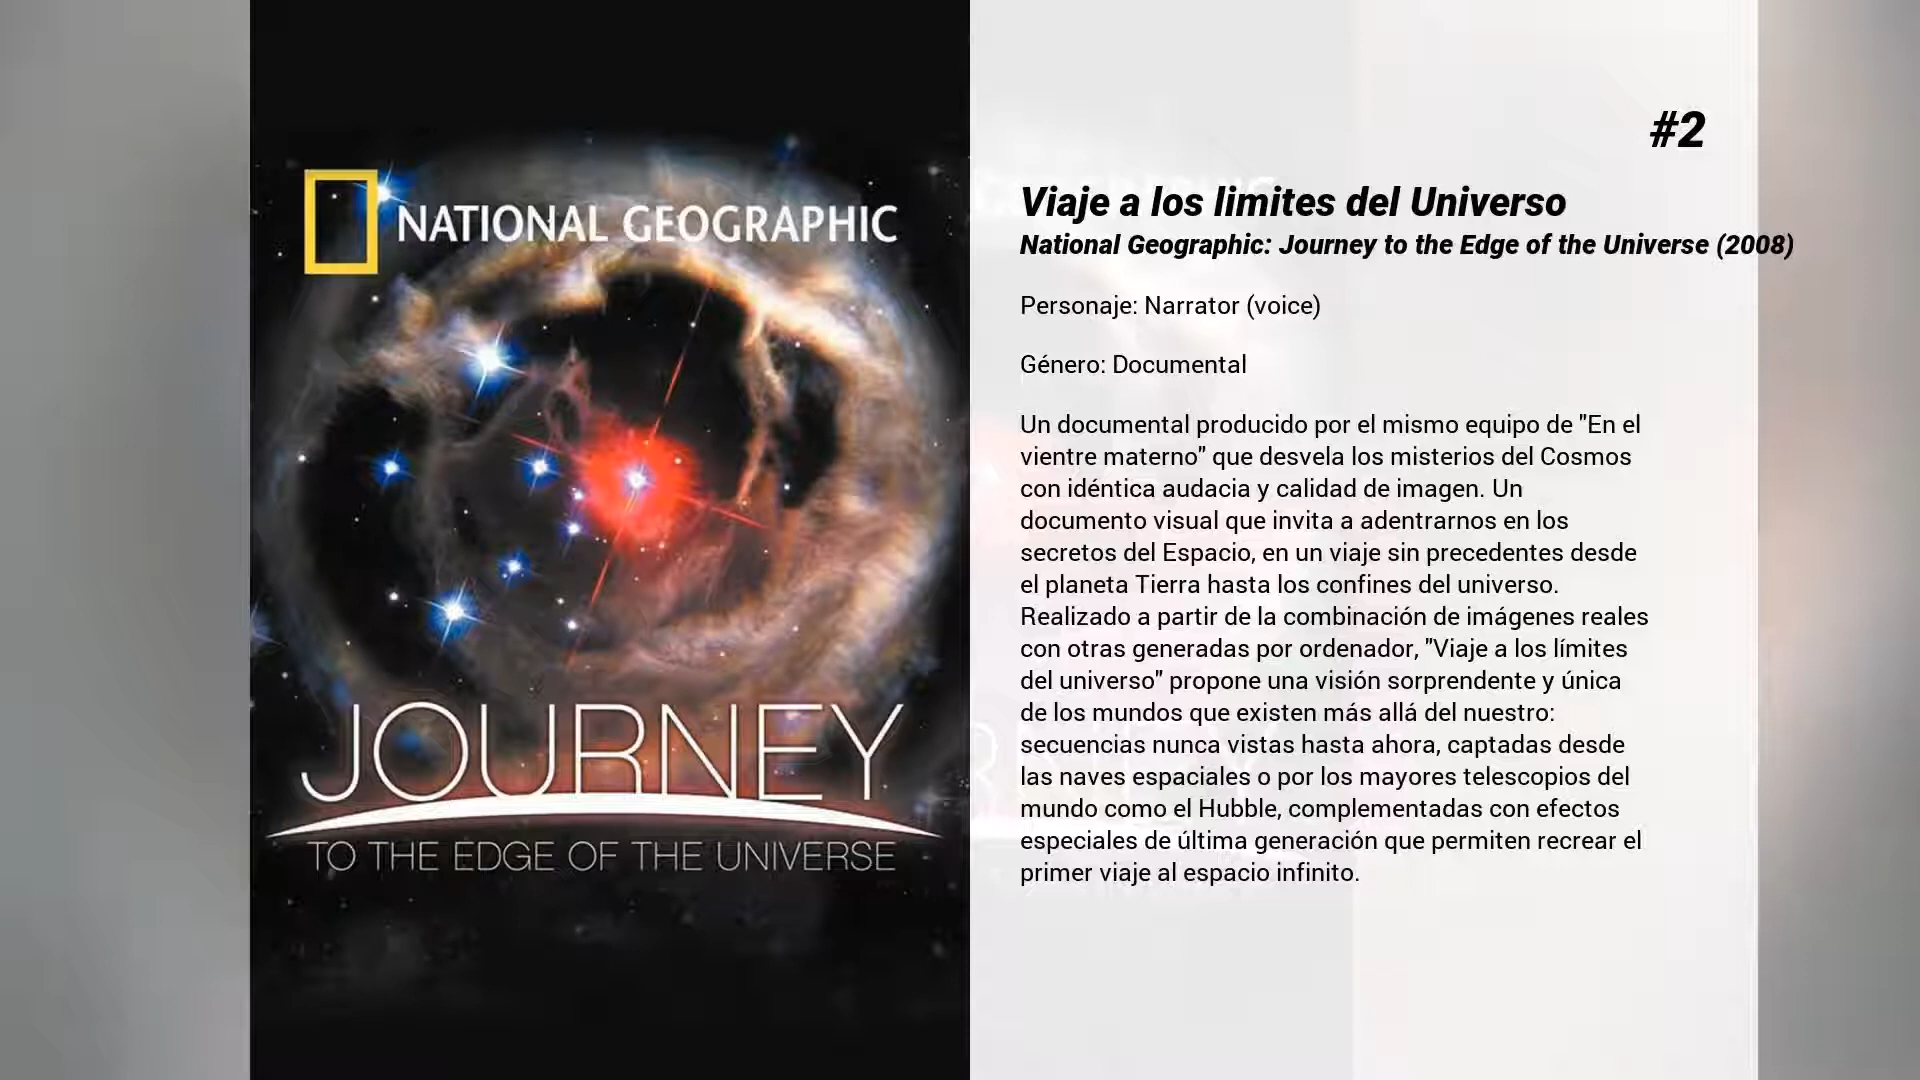 NATIONAL GEOGRAPHIC
JOURNEY
TO THE EDGE OF THE UNIVERSE
#2
Viaje a los limites del Universo
National Geographic: Journey to the Edge of the Universe (2008)
Personaje: Narrator (voice)
Género: Documental
Un documental producido por el mismo equipo de "En el
vientre materno" que desvela los misterios del Cosmos
con idéntica audacia y calidad de imagen. Un
documento visual que invita a adentrarnos en los
secretos del Espacio, en un viaje sin precedentes desde
el planeta Tierra hasta los confines del universo.
Realizado a partir de la combinación de imágenes reales
con otras generadas por ordenador, "Viaje a los límites
del universo" propone una visión sorprendente y única
de los mundos que existen más allá del nuestro:
secuencias nunca vistas hasta ahora, captadas desde
las naves espaciales o por los mayores telescopios del
mundo como el Hubble, complementadas con efectos
especiales de última generación que permiten recrear el
primer viaje al espacio infinito.